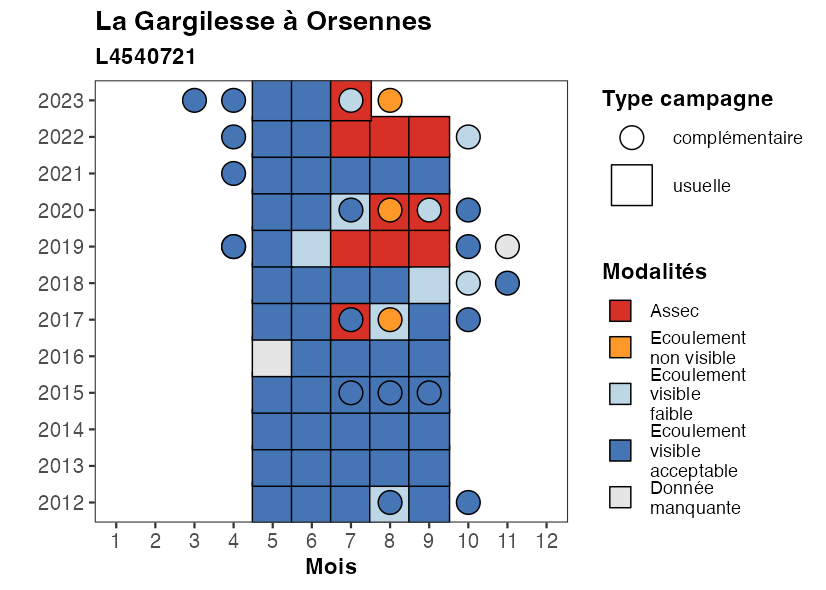 La Gargilesse à Orsennes
L4540721
2023
2022
2021
2020
2019
2018
2017
2016
2015
2014
2013
2012
1 2 3 4 5 6 7 8 9 10 11 12
Mois
Type campagne
complémentaire
usuelle
Modalités
Assec
Ecoulement
non visible
Ecoulement
visible
faible
Ecoulement
visible
acceptable
Donnée
manquante